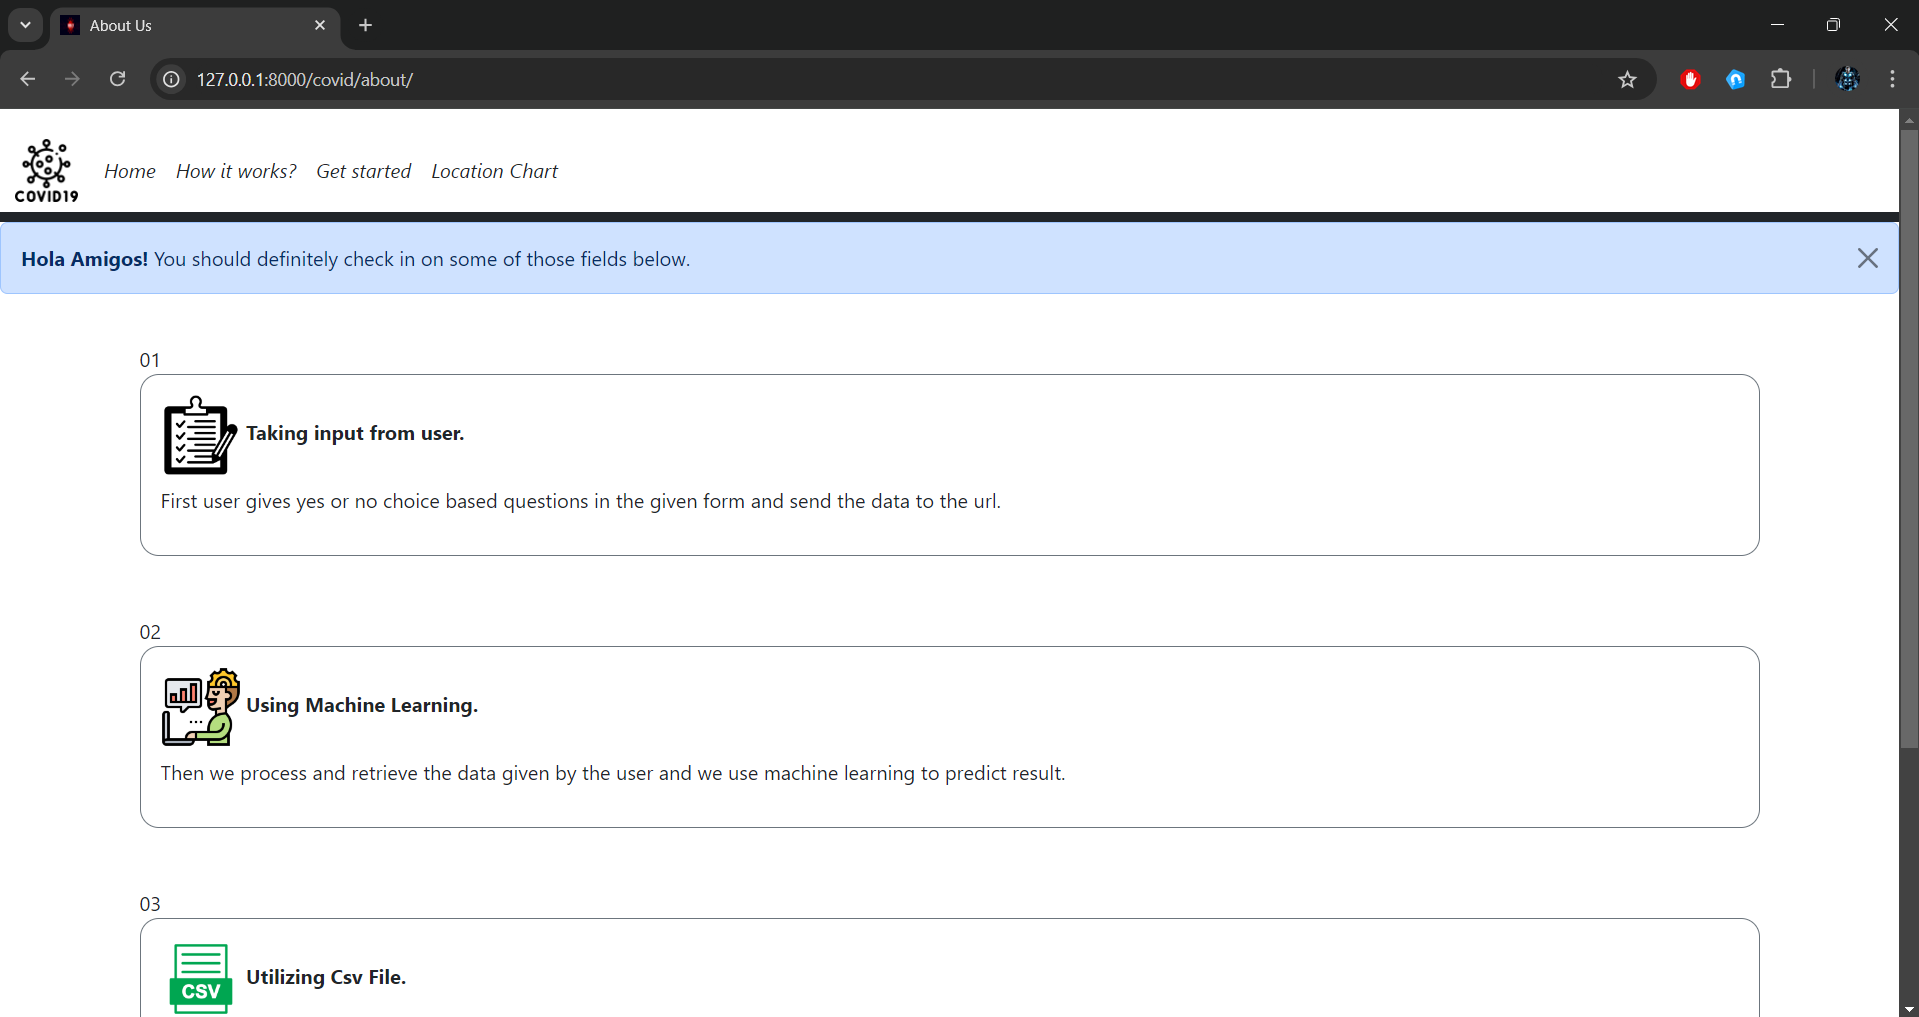 About Us
127.0.0.1:8000/covid/about/
COVID19
Home How it works? Get started Location Chart
Hola Amigos! You should definitely check in on some of those fields below.
01
Taking input from user.
First user gives yes or no choice based questions in the given form and send the data to the url.
02
Using Machine Learning.
Then we process and retrieve the data given by the user and we use machine learning to predict result.
03
CSV
Utilizing Csv File.